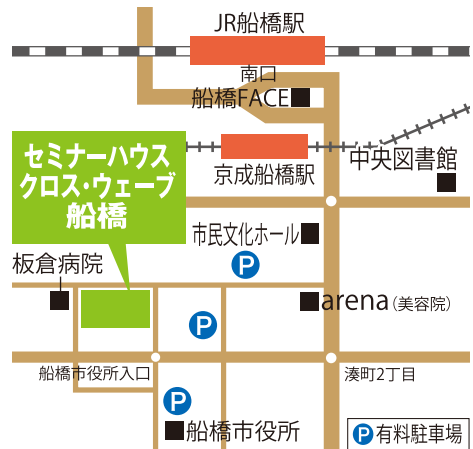 JR船橋駅
南口
船橋FACE
セミナーハウス
クロス・ウェーブ
船橋
京成船橋駅
中央図書館
市民文化ホール
P
板倉病院
arena(美容院)
P
船橋市役所入口
湊町2丁目
P
船橋市役所
P有料駐車場